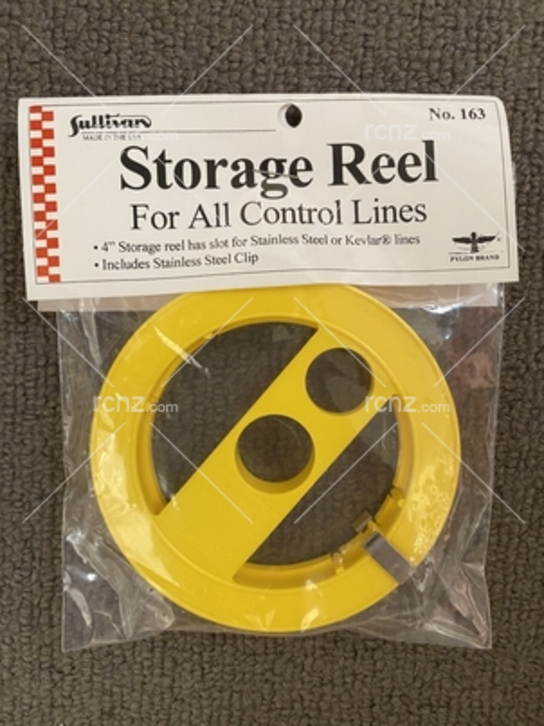 Sullivan
MADE IN THE USA
No. 163
Storage Reel
For All Control Lines
• 4" Storage reel has slot for Stainless Steel or Kevlar® lines
• Includes Stainless Steel Clip
PYLON BRAND
rcnz.com
rcnz.com
rcnz.com